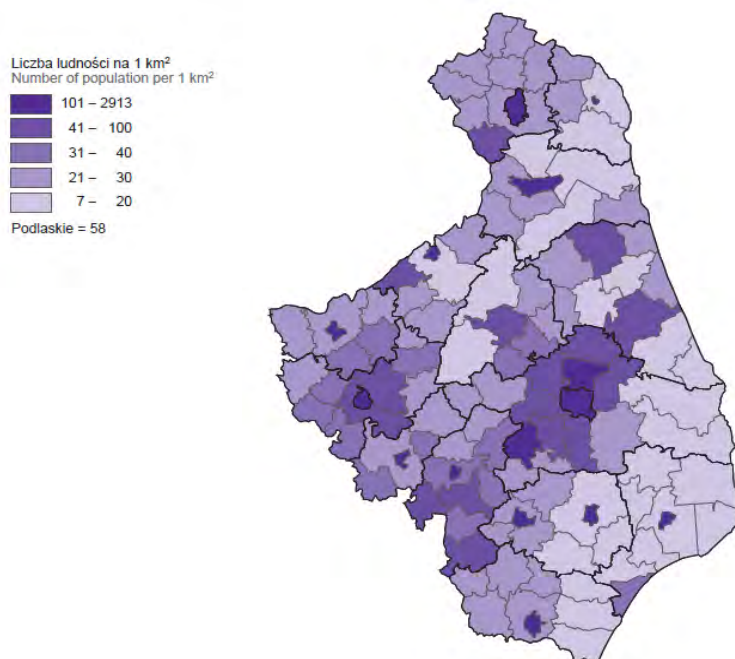 Liczba ludności na 1 km²
Number of population per 1 km²
101 – 2913
41 – 100
31 – 40
21 – 30
7 – 20
Podlaskie = 58